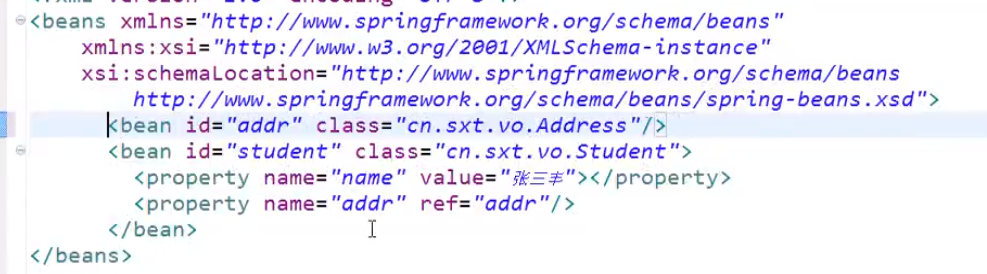 <beans xmlns="http://www.springframework.org/schema/beans"
xmlns:xsi="http://www.w3.org/2001/XMLSchema-instance"
xsi:schemaLocation="http://www.springframework.org/schema/beans
http://www.springframework.org/schema/beans/spring-beans.xsd">
<bean id="addr" class="cn.sxt.vo.Address"/>
<bean id="student" class="cn.sxt.vo.Student">
<property name="name" value="张三丰"></property>
<property name="addr" ref="addr"/>
</bean>
</beans>